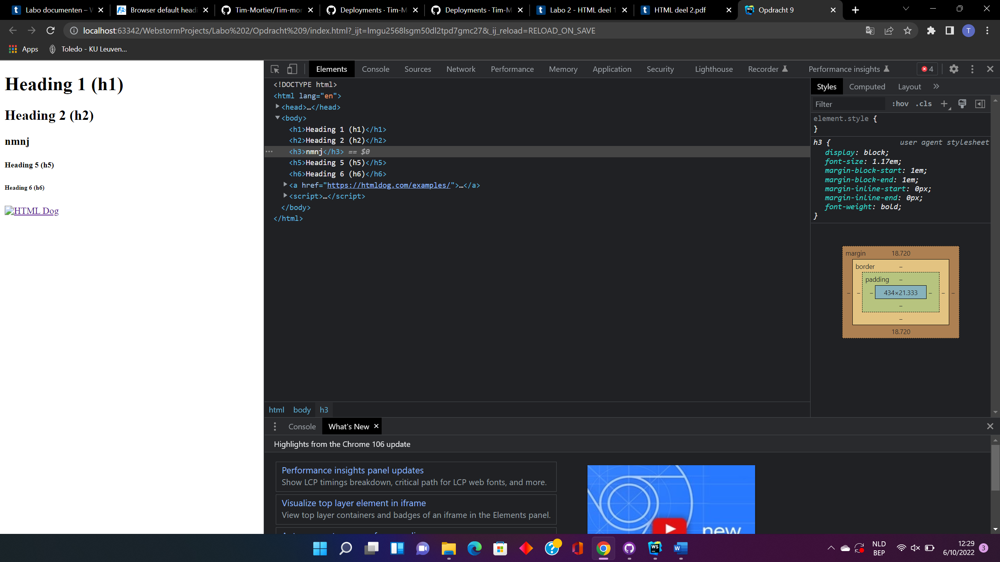 Labo documenten – W
Browser default headi
Tim-Mortier/Tim-mor
Deployments · Tim-M
Deployments · Tim-M
Labo 2 - HTML deel 1
HTML deel 2.pdf
Opdracht 9
localhost:63342/WebstormProjects/Labo%202/Opdracht%209/index.html?_ijt=lmgu2568lsgm50dl2tpd7gmc27&_ij_reload=RELOAD_ON_SAVE
T
Apps
Toledo - KU Leuven...
Heading 1 (h1)
Heading 2 (h2)
nmnj
Heading 5 (h5)
Heading 6 (h6)
HTML Dog
Elements
Console
Sources
Network
Performance
Memory
Application
Security
Lighthouse
Recorder
Performance insights
4
<!DOCTYPE html>
<html lang="en">
<head>…</head>
<body>
<h1>Heading 1 (h1)</h1>
<h2>Heading 2 (h2)</h2>
<h3>nmnj</h3> == $0
<h5>Heading 5 (h5)</h5>
<h6>Heading 6 (h6)</h6>
<a href="https://htmldog.com/examples/">…</a>
<script>…</script>
</body>
</html>
Styles
Computed
Layout
Filter
:hov
.cls
element.style {
}
h3 {
user agent stylesheet
display: block;
font-size: 1.17em;
margin-block-start: 1em;
margin-block-end: 1em;
margin-inline-start: 0px;
margin-inline-end: 0px;
font-weight: bold;
}
margin
18.720
border
–
padding
–
– – – 434×21.333 – – –
–
–
18.720
html
body
h3
Console
What's New
Highlights from the Chrome 106 update
Performance insights panel updates
Show LCP timings breakdown, critical path for LCP web fonts, and more.
Visualize top layer element in iframe
View top layer containers and badges of an iframe in the Elements panel.
new
NLD
BEP
12:29
6/10/2022
3